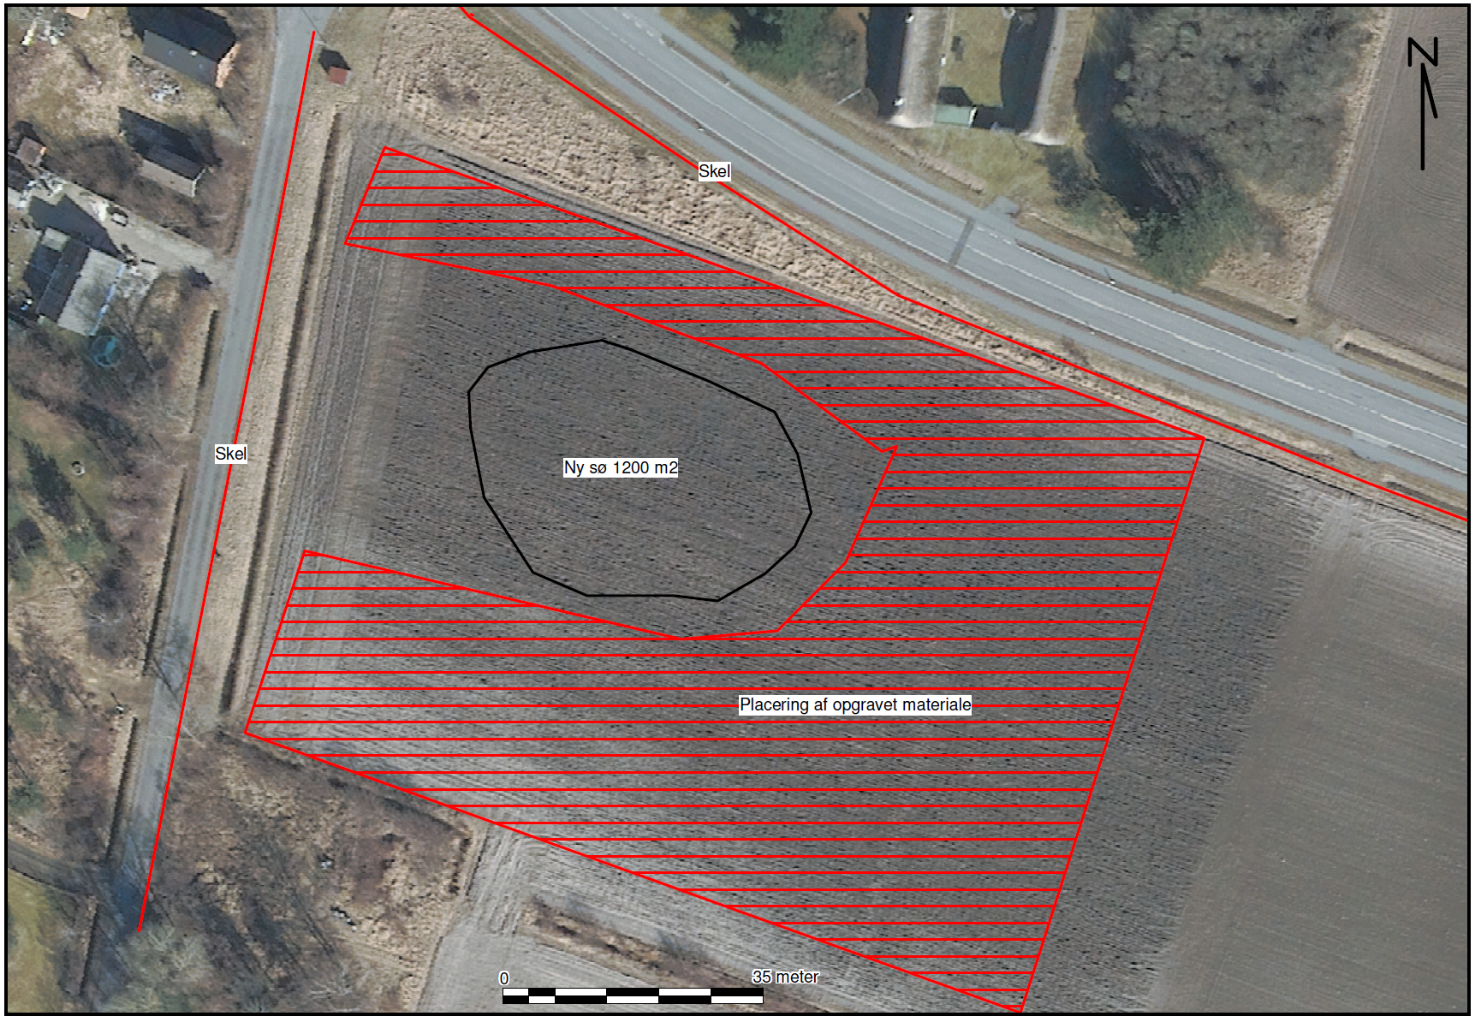 N
Skel
Skel
Ny sø 1200 m2
Placering af opgravet materiale
0 35 meter